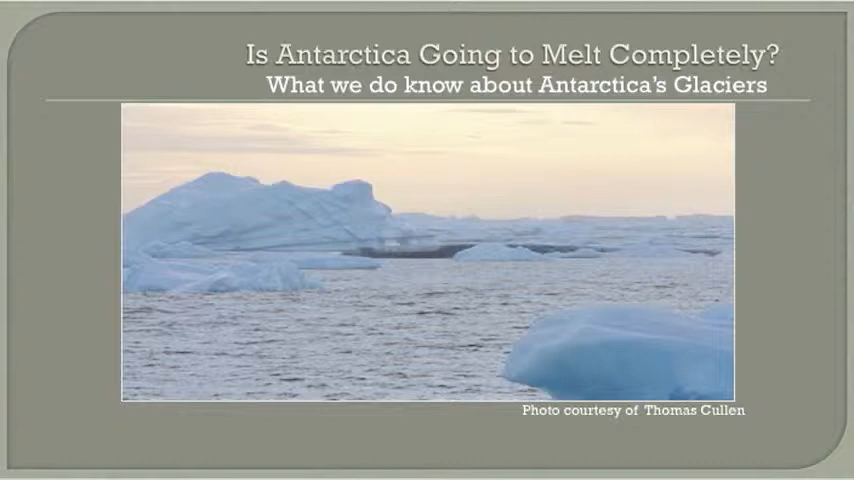 Is Antarctica Going to Melt Completely?
What we do know about Antarctica's Glaciers
Photo courtesy of Thomas Cullen